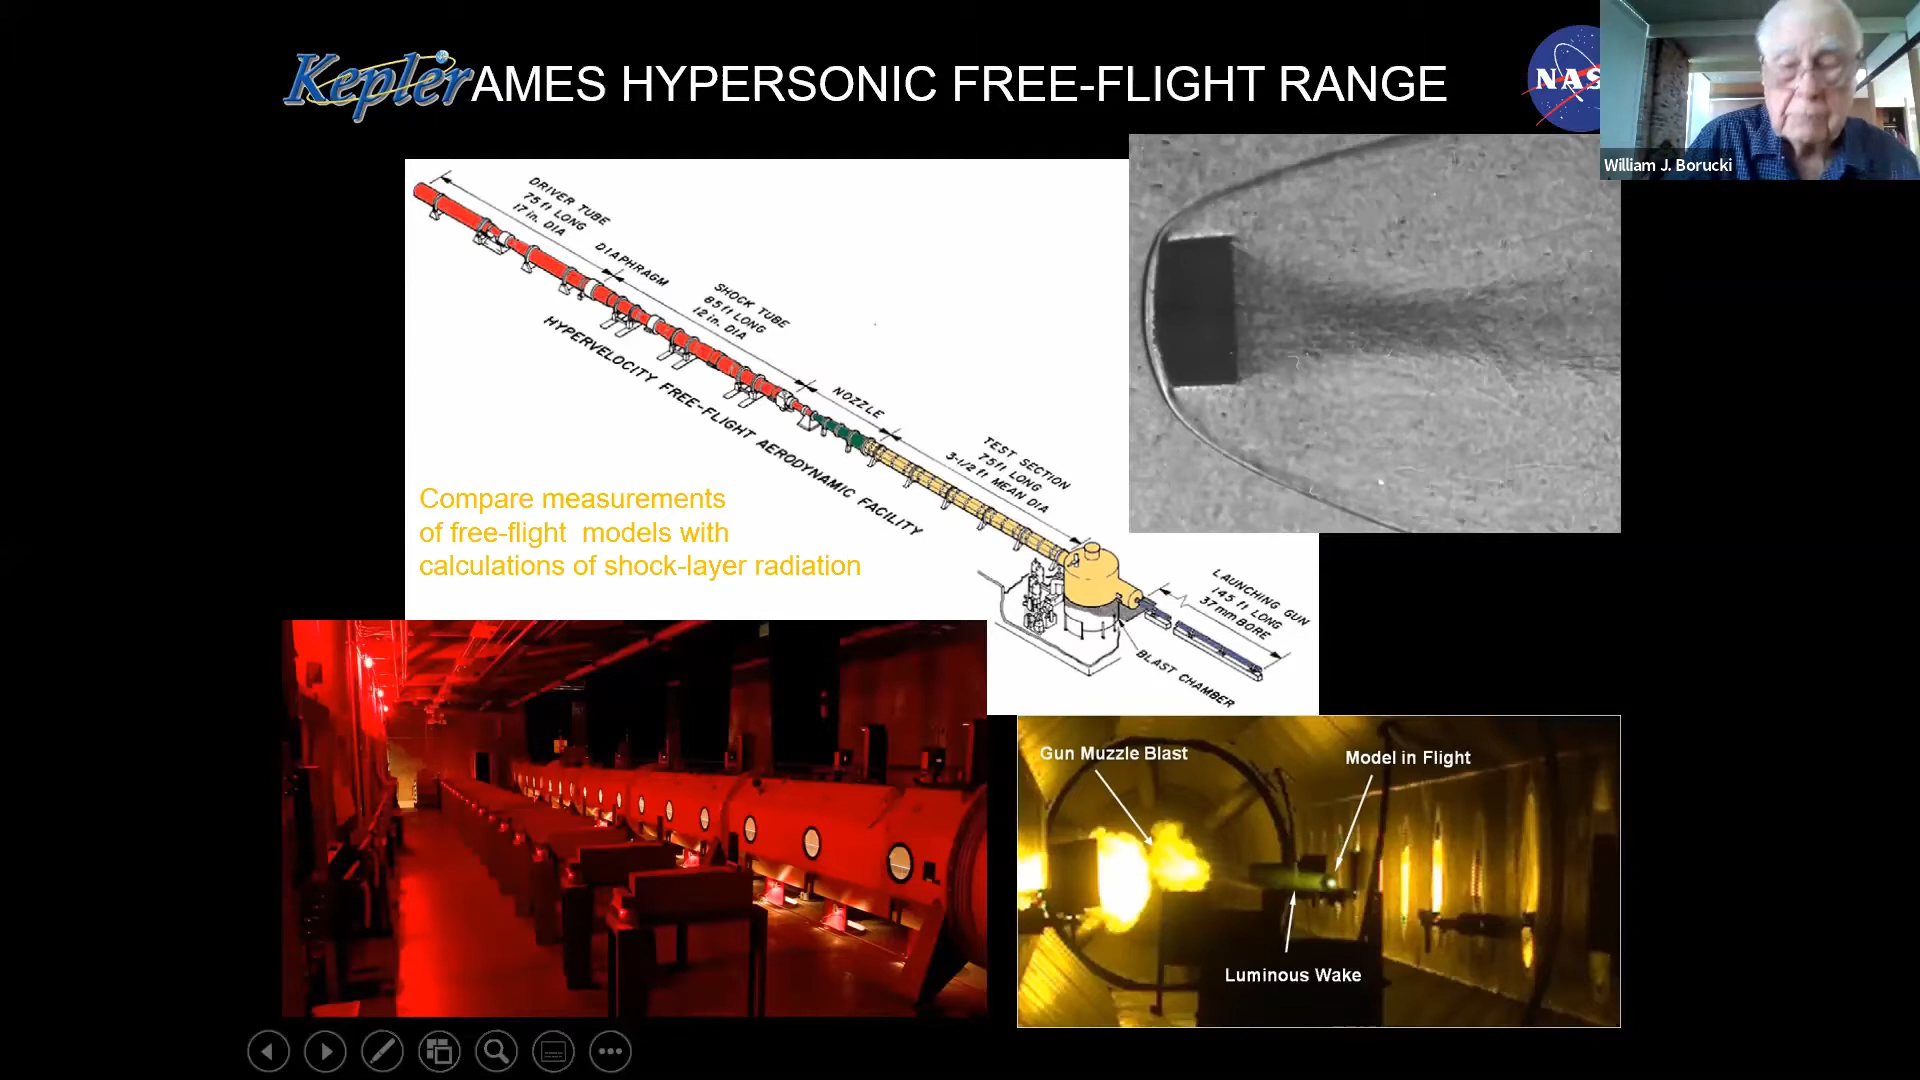 Kepler
AMES HYPERSONIC FREE-FLIGHT RANGE
NAS
William J. Borucki
DRIVER TUBE
75 ft LONG
17 in. DIA
DIAPHRAGM
SHOCK TUBE
85 ft LONG
12 in. DIA
NOZZLE
HYPERVELOCITY FREE-FLIGHT AERODYNAMIC FACILITY
TEST SECTION
75 ft LONG
3-1/2 ft MEAN DIA
Compare measurements
of free-flight models with
calculations of shock-layer radiation
LAUNCHING GUN
145 ft LONG
37mm BORE
BLAST CHAMBER
Gun Muzzle Blast
Model in Flight
Luminous Wake